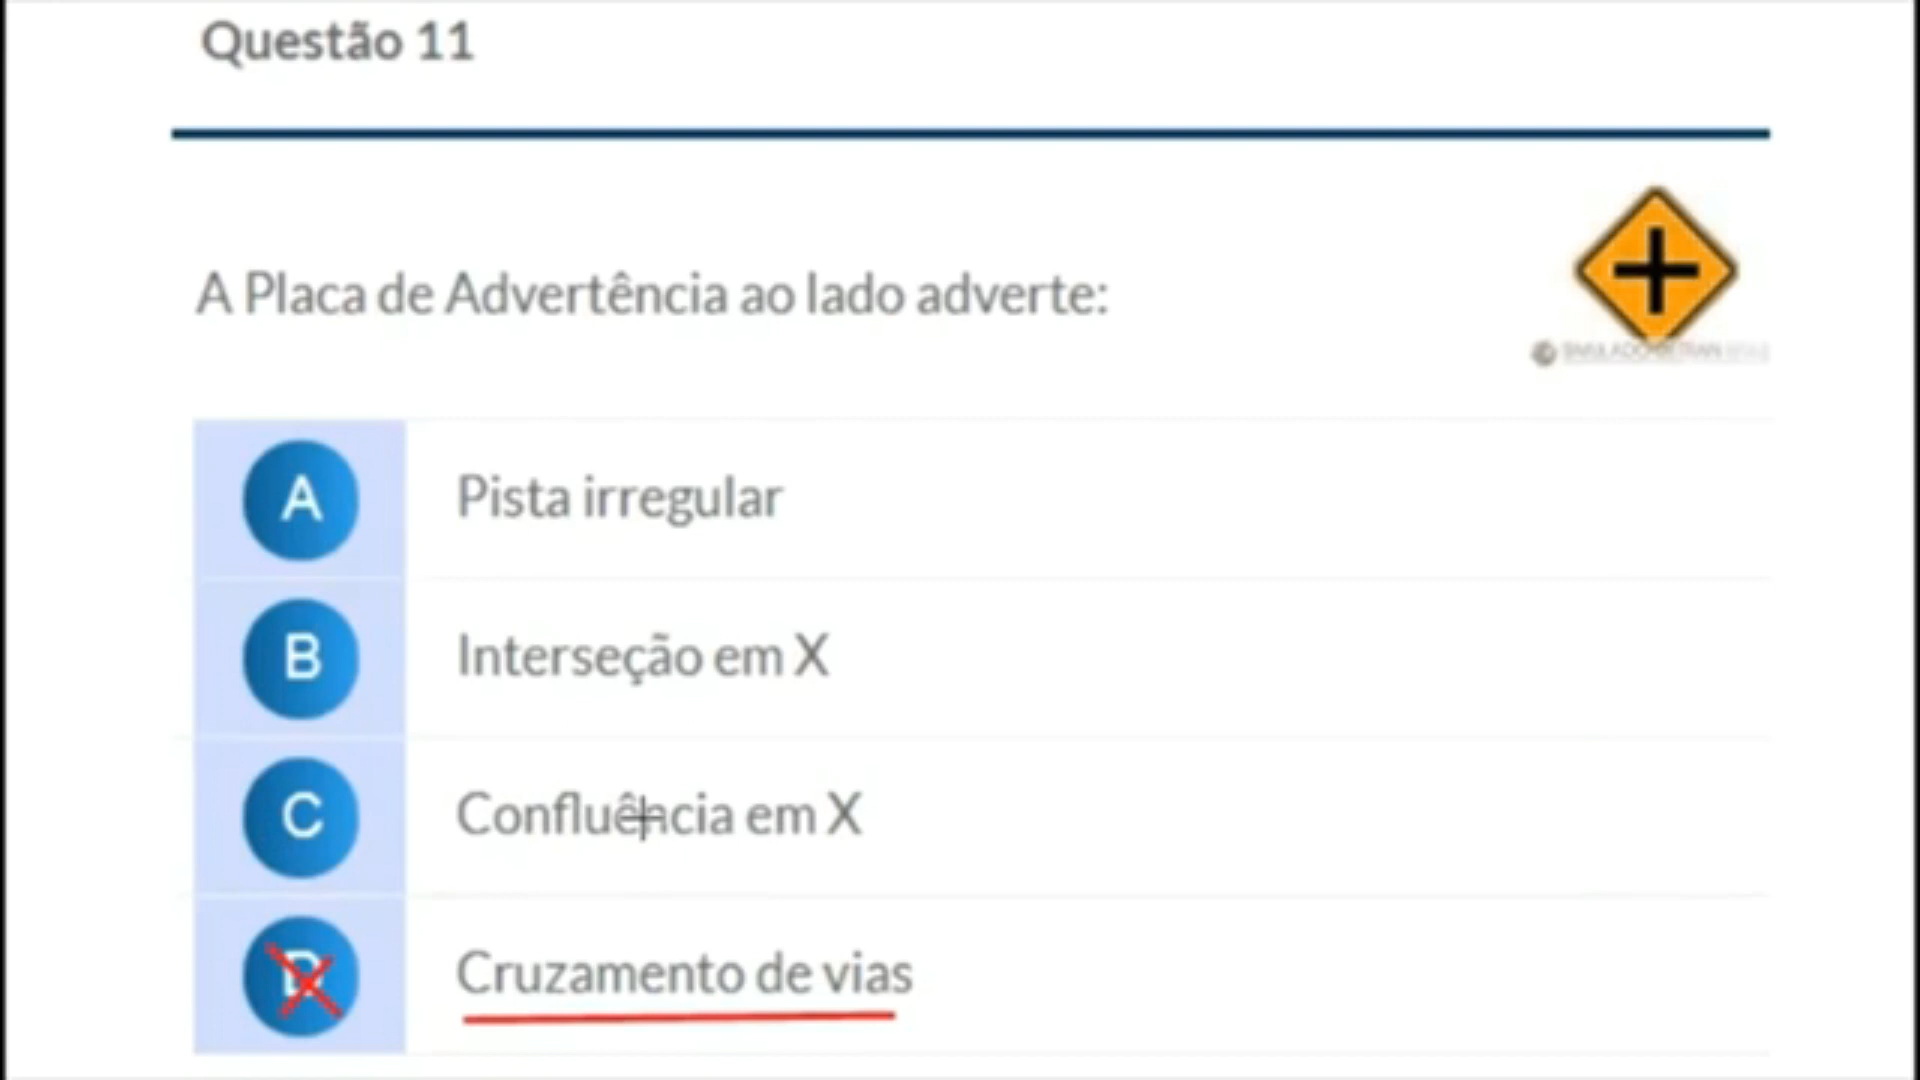 Questão 11
A Placa de Advertência ao lado adverte:
A Pista irregular
B Interseção em X
C Confluência em X
D Cruzamento de vias